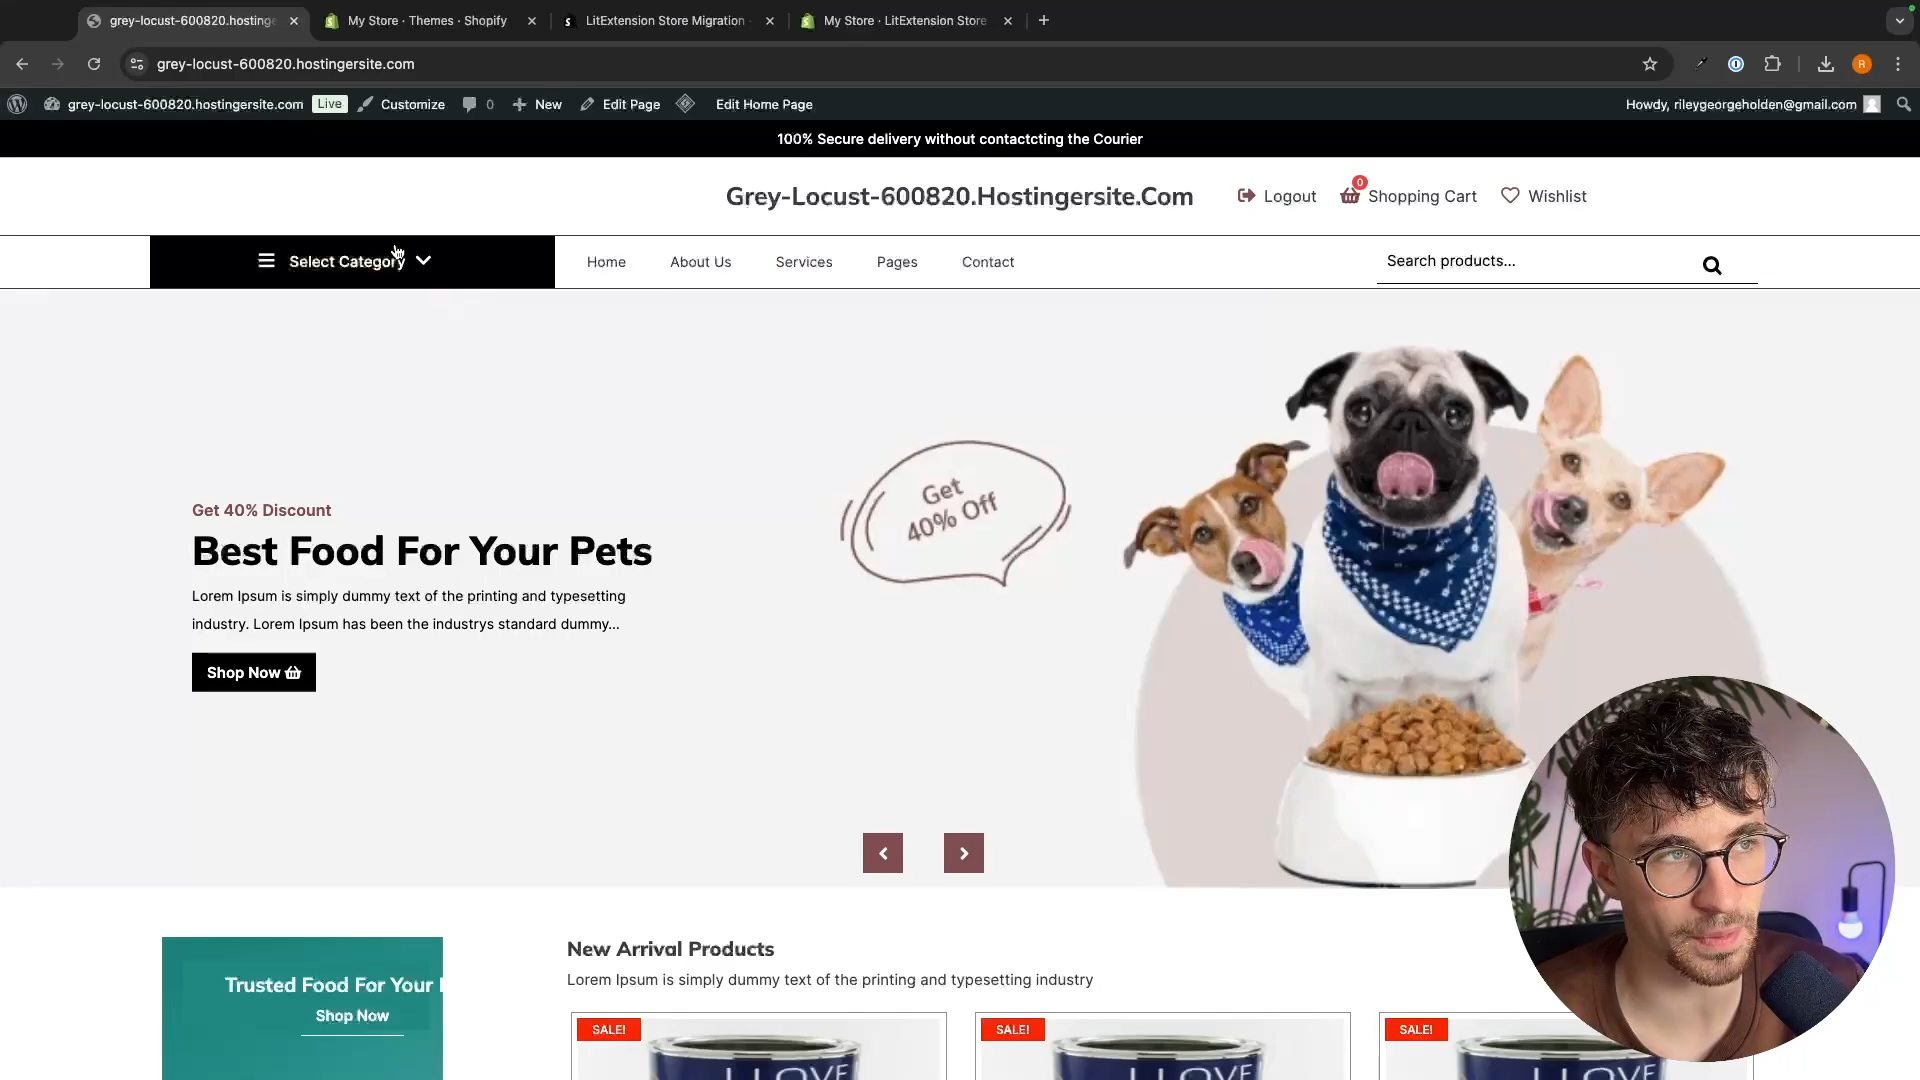 grey-locust-600820.hostinge
My Store · Themes · Shopify
LitExtension Store Migration
My Store · LitExtension Store
grey-locust-600820.hostingersite.com
R
grey-locust-600820.hostingersite.com
Live
Customize
0
New
Edit Page
Edit Home Page
Howdy, rileygeorgeholden@gmail.com
100% Secure delivery without contactcting the Courier
Grey-Locust-600820.Hostingersite.Com
Logout
0
Shopping Cart
Wishlist
Select Category
Home
About Us
Services
Pages
Contact
Search products...
Get 40% Discount
Best Food For Your Pets
Lorem Ipsum is simply dummy text of the printing and typesetting
industry. Lorem Ipsum has been the industrys standard dummy...
Shop Now
Get
40% Off
Trusted Food For Your
Shop Now
New Arrival Products
Lorem Ipsum is simply dummy text of the printing and typesetting industry
SALE!
SALE!
SALE!
I LOVE
I LOVE
I LOVE